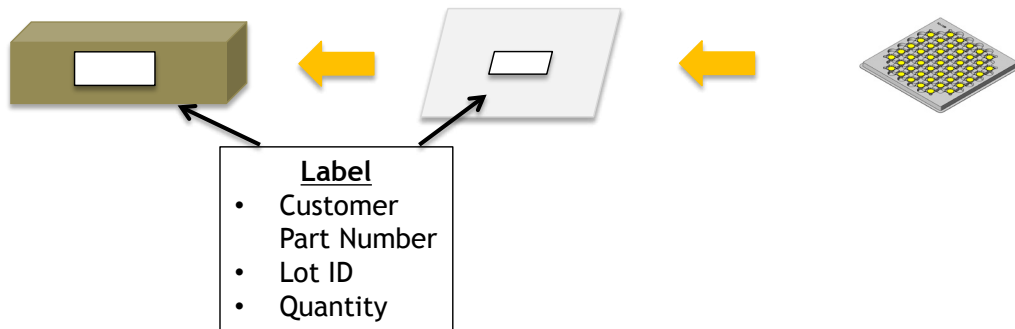 Label
• Customer
Part Number
• Lot ID
• Quantity